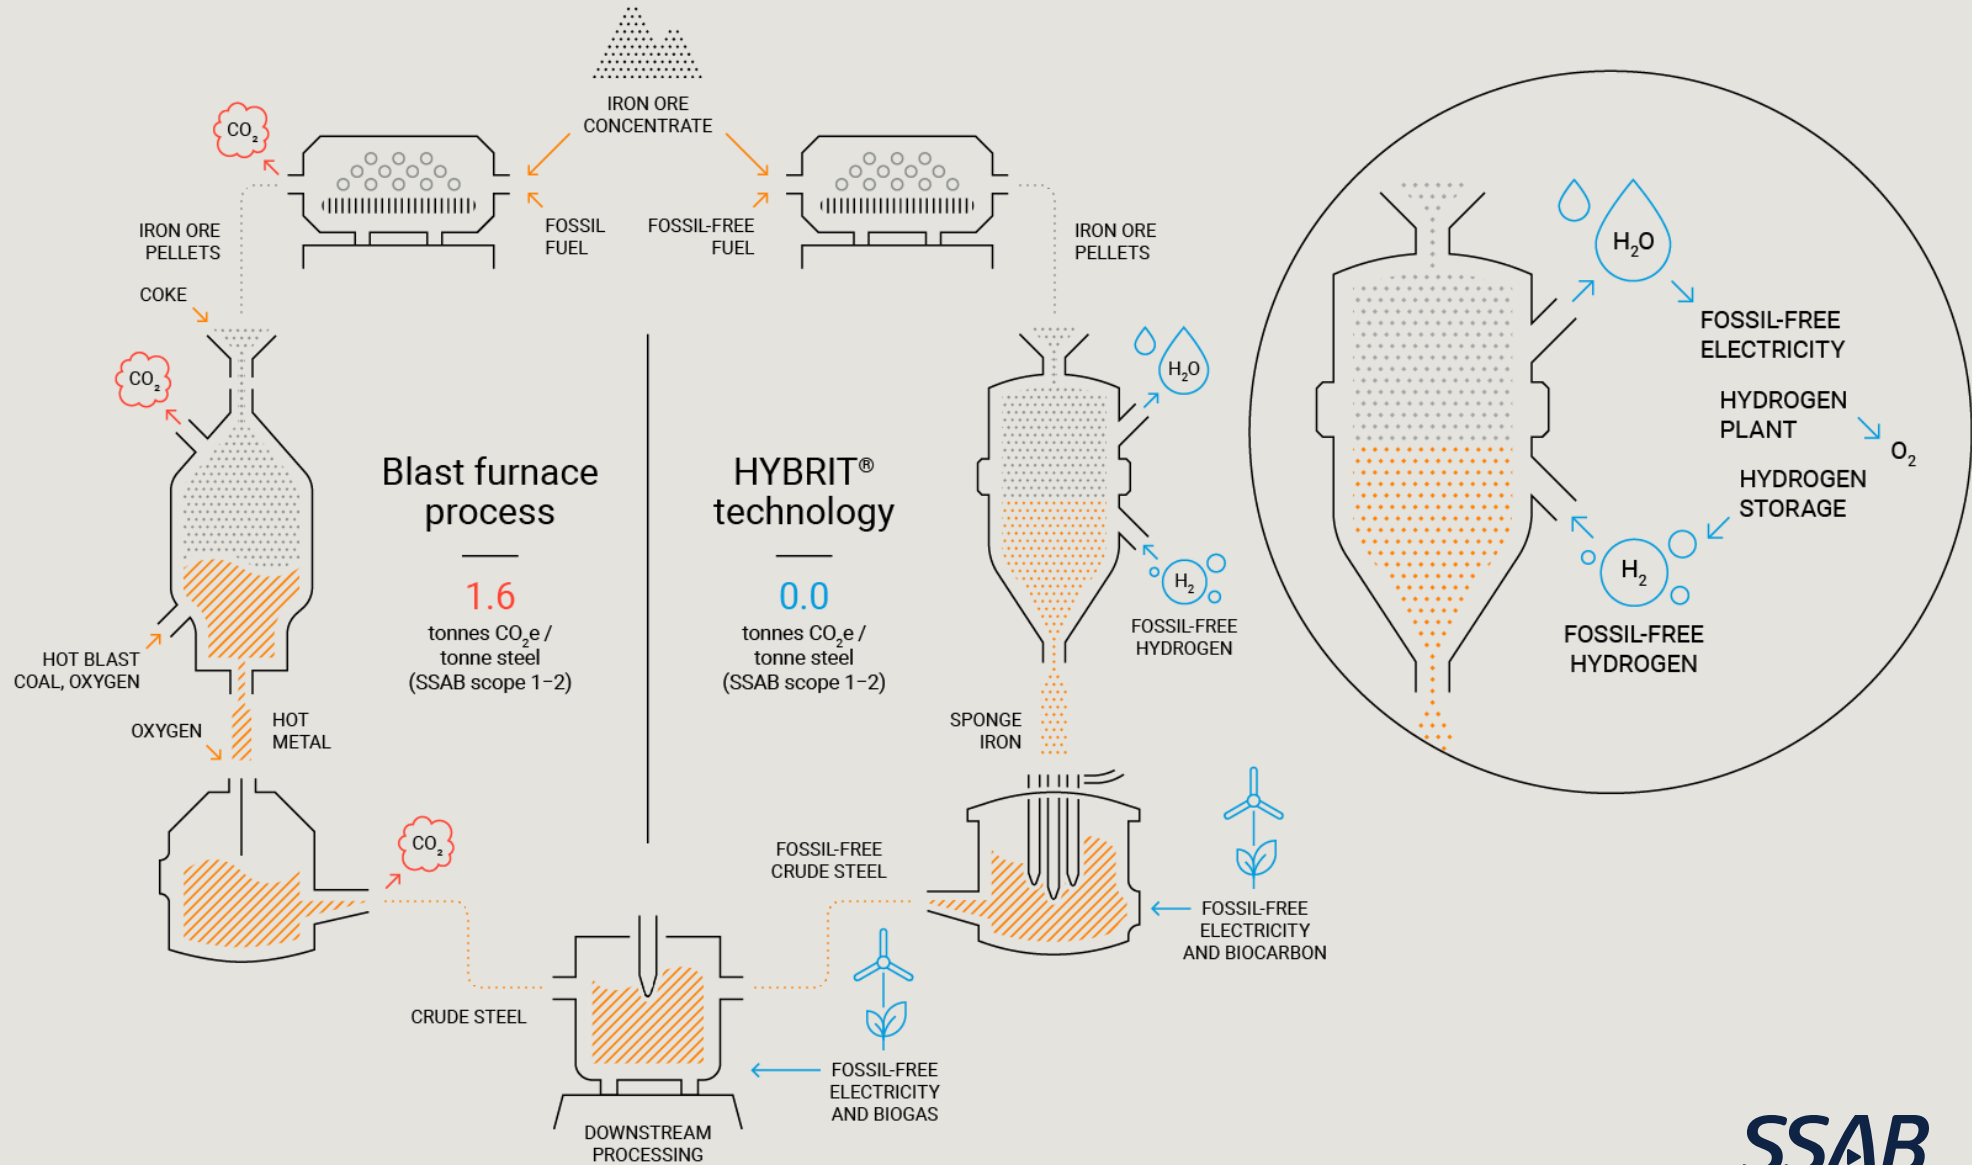 IRON ORE
CONCENTRATE
CO₂
FOSSIL
FUEL
FOSSIL-FREE
FUEL
IRON ORE
PELLETS
IRON ORE
PELLETS
COKE
CO₂
H₂O
Blast furnace
process
1.6
tonnes CO₂e /
tonne steel
(SSAB scope 1–2)
HYBRIT®
technology
0.0
tonnes CO₂e /
tonne steel
(SSAB scope 1–2)
H₂
FOSSIL-FREE
HYDROGEN
HOT BLAST
COAL, OXYGEN
OXYGEN
HOT
METAL
SPONGE
IRON
CO₂
FOSSIL-FREE
CRUDE STEEL
FOSSIL-FREE
ELECTRICITY
AND BIOCARBON
CRUDE STEEL
FOSSIL-FREE
ELECTRICITY
AND BIOGAS
DOWNSTREAM
PROCESSING
H₂O
FOSSIL-FREE
ELECTRICITY
HYDROGEN
PLANT
O₂
HYDROGEN
STORAGE
H₂
FOSSIL-FREE
HYDROGEN
SSAB